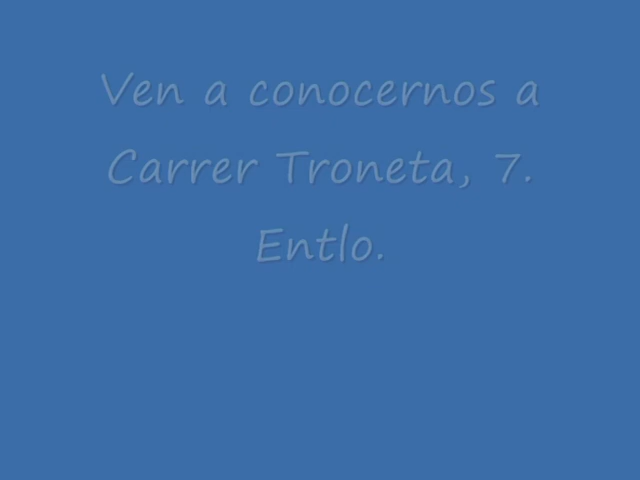 Ven a conocernos a
Carrer Troneta, 7.
Entlo.